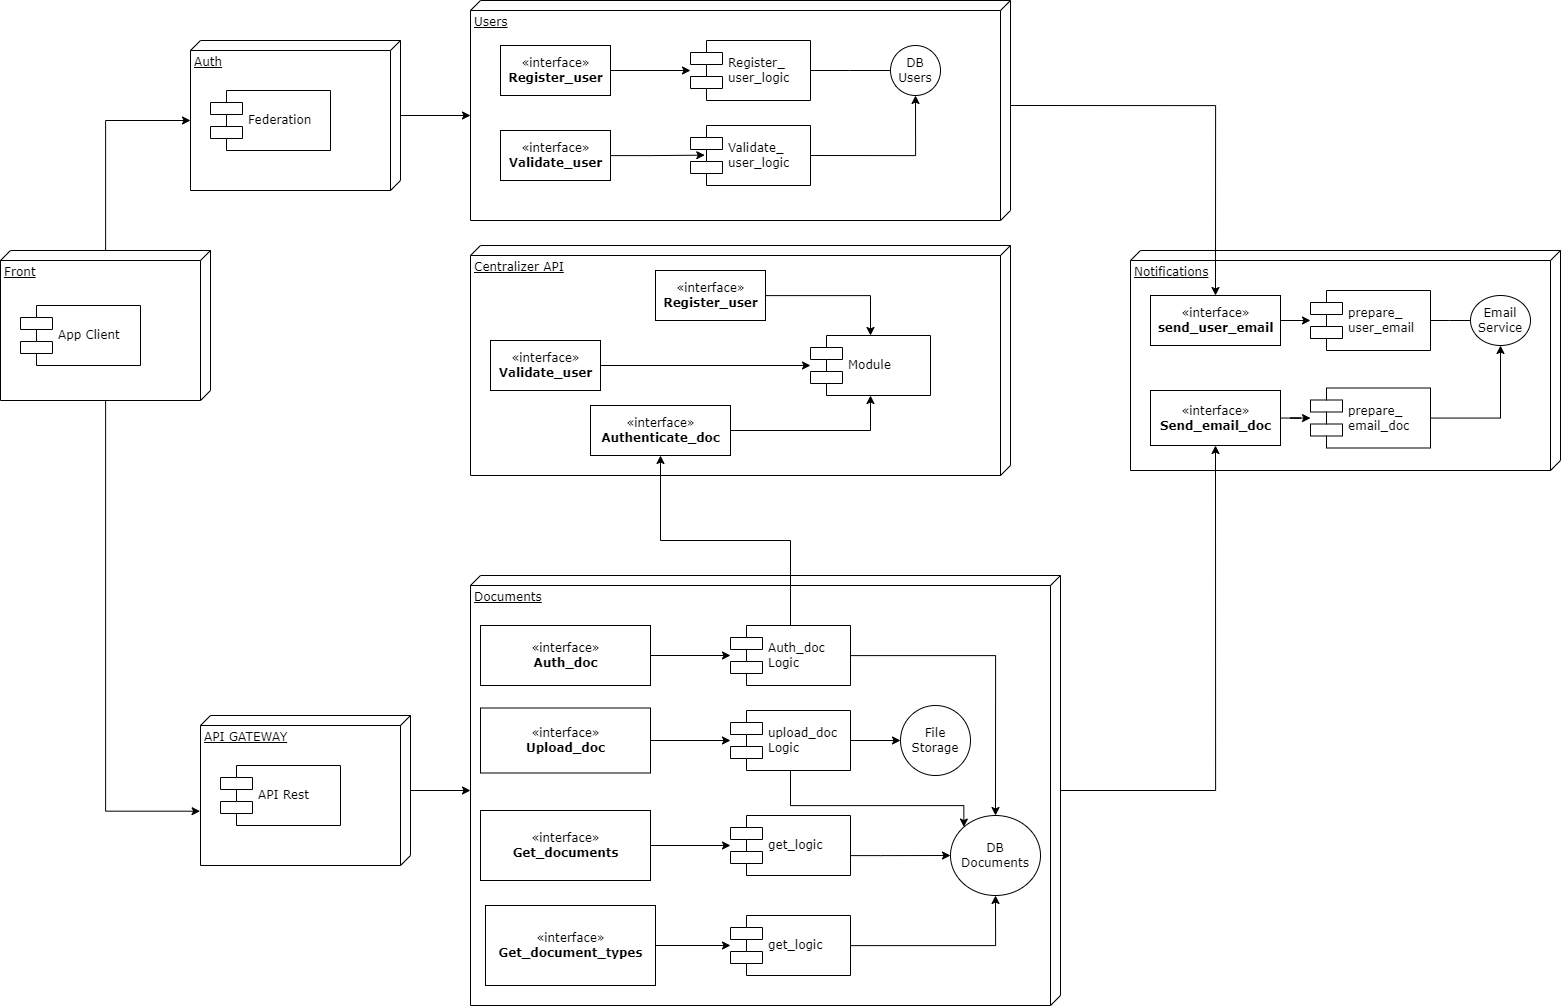 Users
«interface»
Register_user
Register_
user_logic
DB
Users
«interface»
Validate_user
Validate_
user_logic
Auth
Federation
Front
App Client
Centralizer API
«interface»
Register_user
«interface»
Validate_user
Module
«interface»
Authenticate_doc
Notifications
«interface»
send_user_email
prepare_
user_email
Email
Service
«interface»
Send_email_doc
prepare_
email_doc
Documents
«interface»
Auth_doc
Auth_doc
Logic
«interface»
Upload_doc
upload_doc
Logic
File
Storage
API GATEWAY
API Rest
«interface»
Get_documents
get_logic
DB
Documents
«interface»
Get_document_types
get_logic